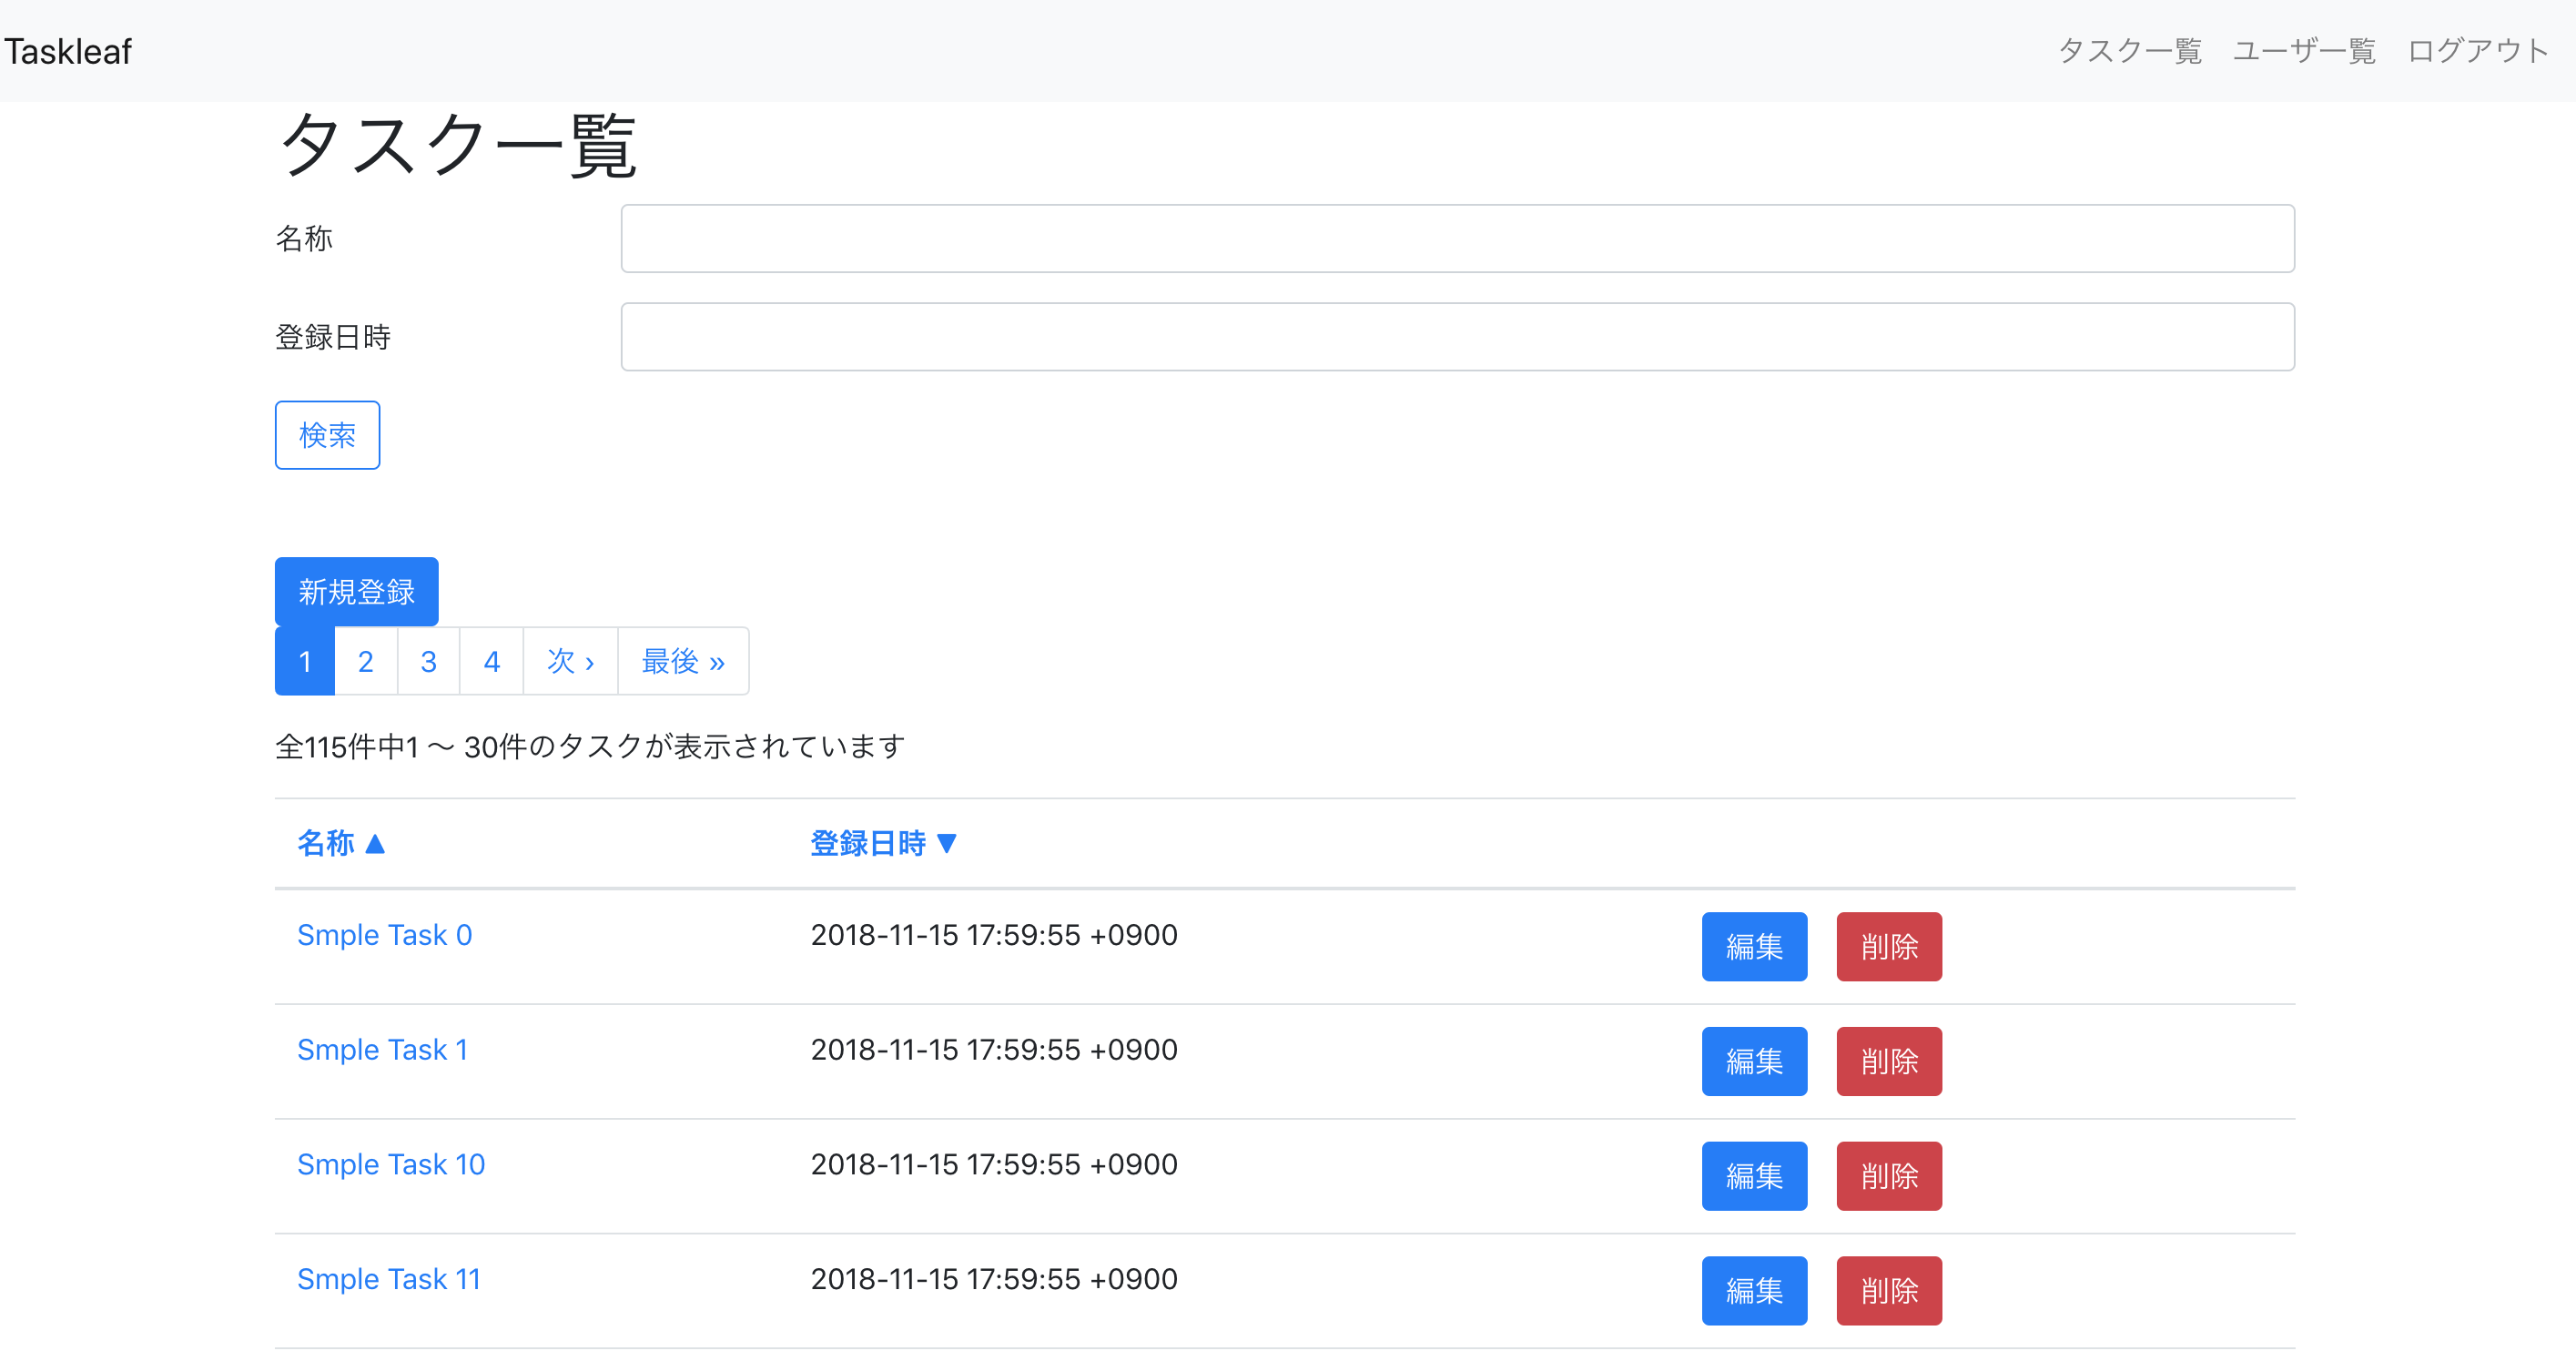 Taskleaf タスク一覧 ユーザ一覧 ログアウト
タスク一覧
名称
登録日時
検索
新規登録
1 2 3 4 次 › 最後 »
全115件中1 〜 30件のタスクが表示されています
名称 ▲ 登録日時 ▼
Smple Task 0 2018-11-15 17:59:55 +0900 編集 削除
Smple Task 1 2018-11-15 17:59:55 +0900 編集 削除
Smple Task 10 2018-11-15 17:59:55 +0900 編集 削除
Smple Task 11 2018-11-15 17:59:55 +0900 編集 削除